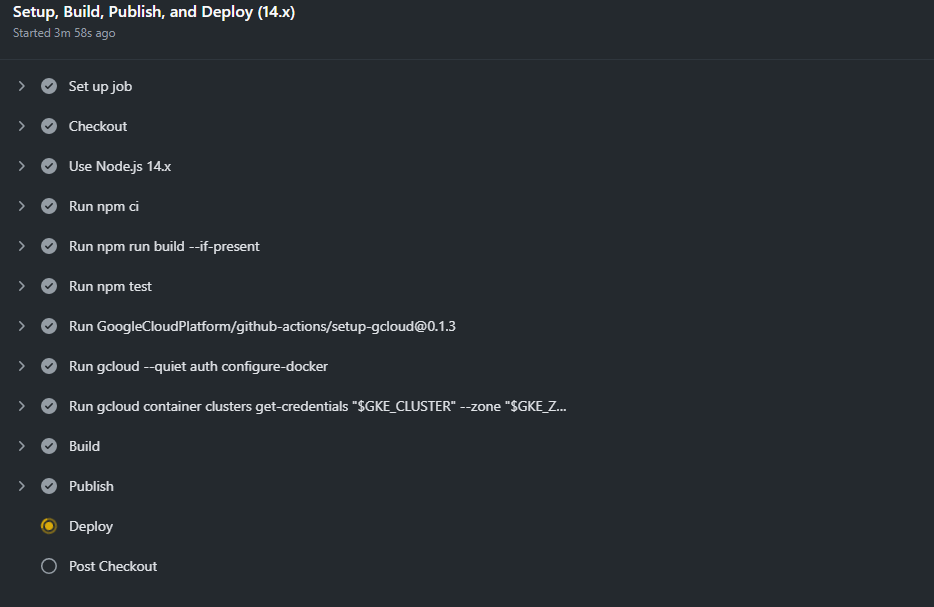 Setup, Build, Publish, and Deploy (14.x)
Started 3m 58s ago
Set up job
Checkout
Use Node.js 14.x
Run npm ci
Run npm run build --if-present
Run npm test
Run GoogleCloudPlatform/github-actions/setup-gcloud@0.1.3
Run gcloud --quiet auth configure-docker
Run gcloud container clusters get-credentials "$GKE_CLUSTER" --zone "$GKE_Z...
Build
Publish
Deploy
Post Checkout